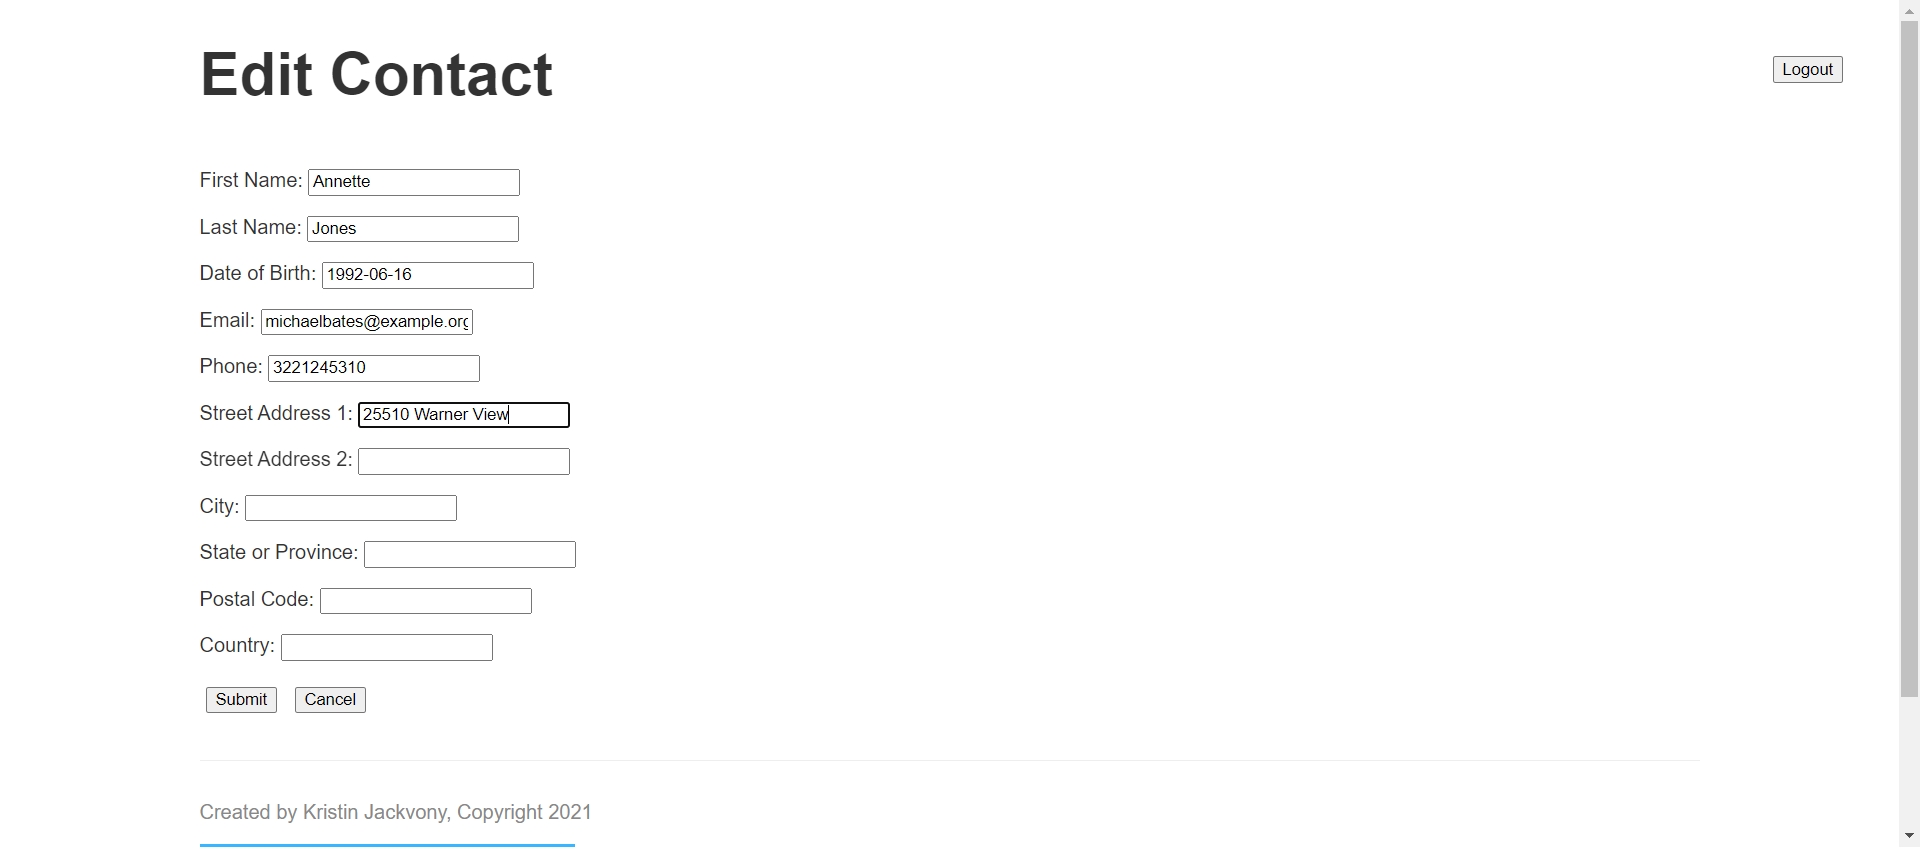 Edit Contact
Logout
First Name: Annette
Last Name: Jones
Date of Birth: 1992-06-16
Email: michaelbates@example.org
Phone: 3221245310
Street Address 1: 25510 Warner View
Street Address 2:
City:
State or Province:
Postal Code:
Country:
Submit Cancel
Created by Kristin Jackvony, Copyright 2021